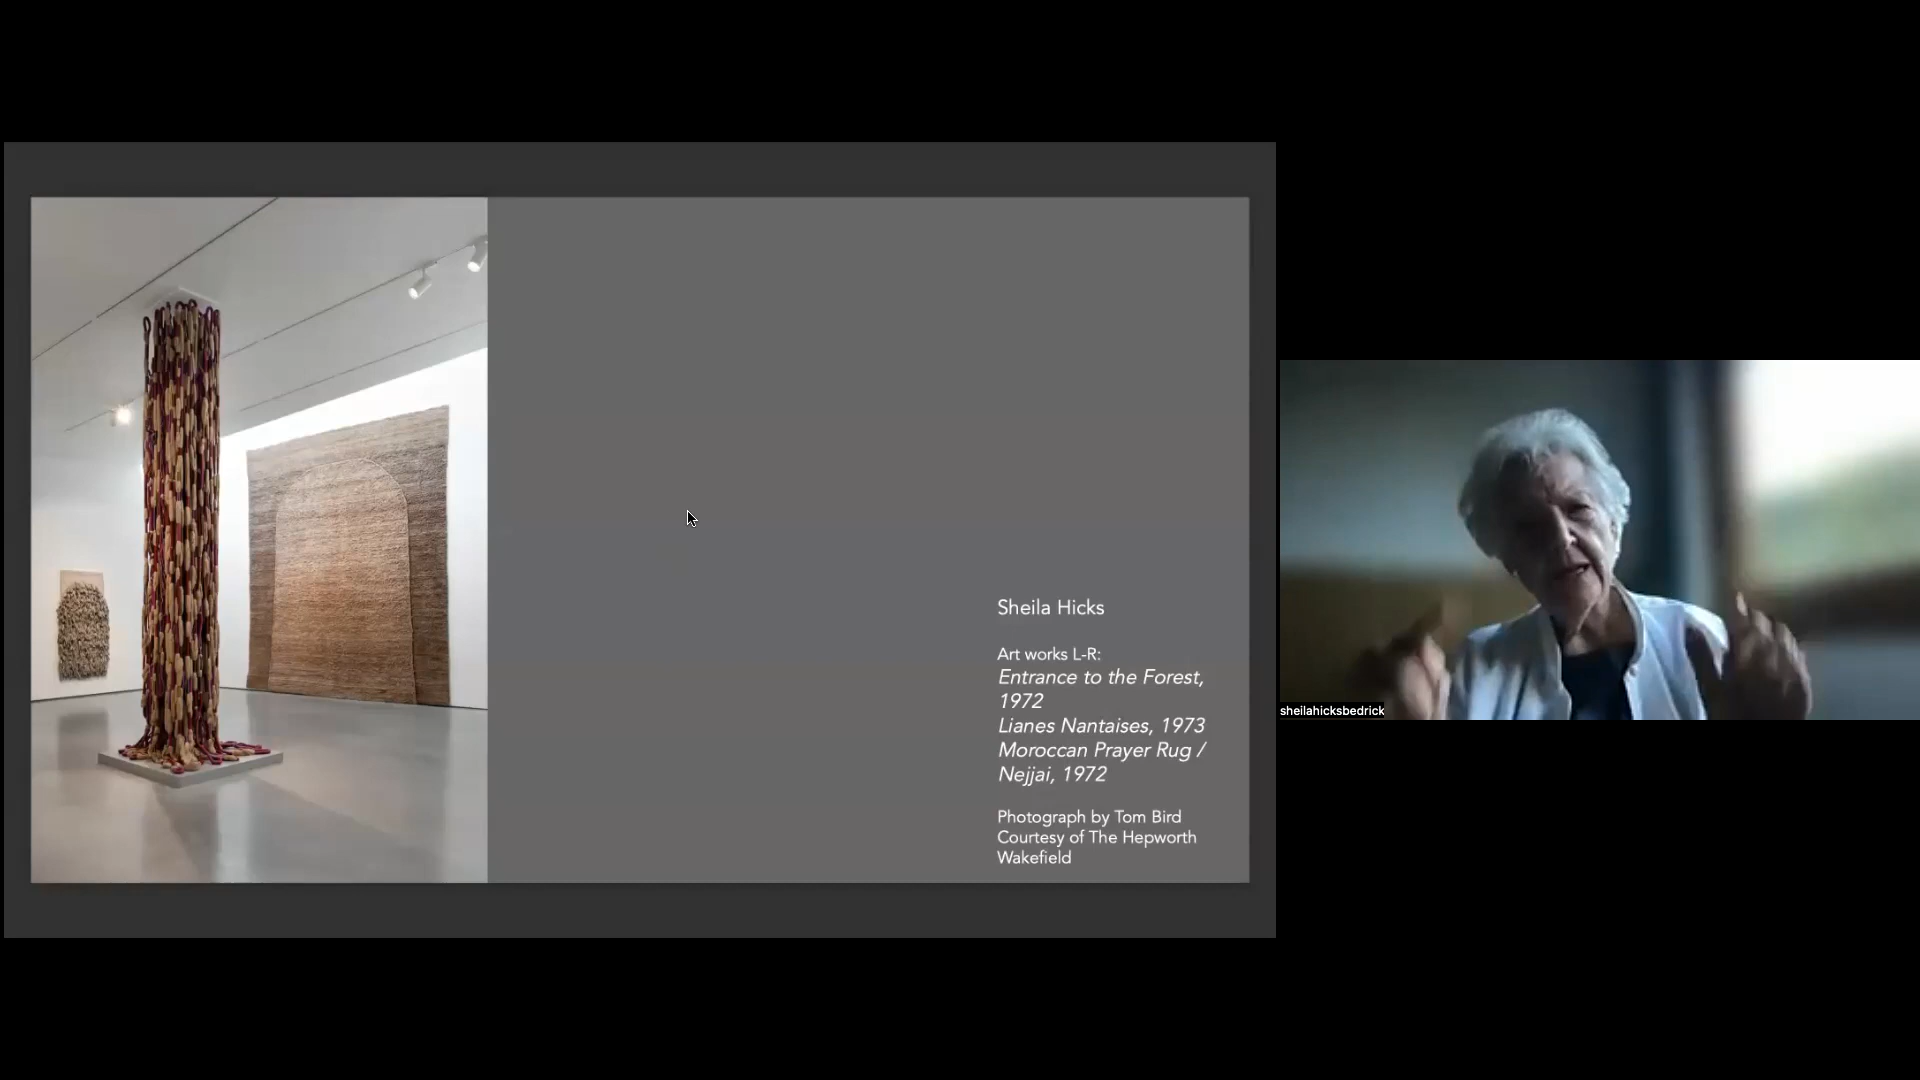 Sheila Hicks
Art works L-R:
Entrance to the Forest,
1972
Lianes Nantaises, 1973
Moroccan Prayer Rug /
Nejjai, 1972
Photograph by Tom Bird
Courtesy of The Hepworth
Wakefield
sheilahicksbedrick